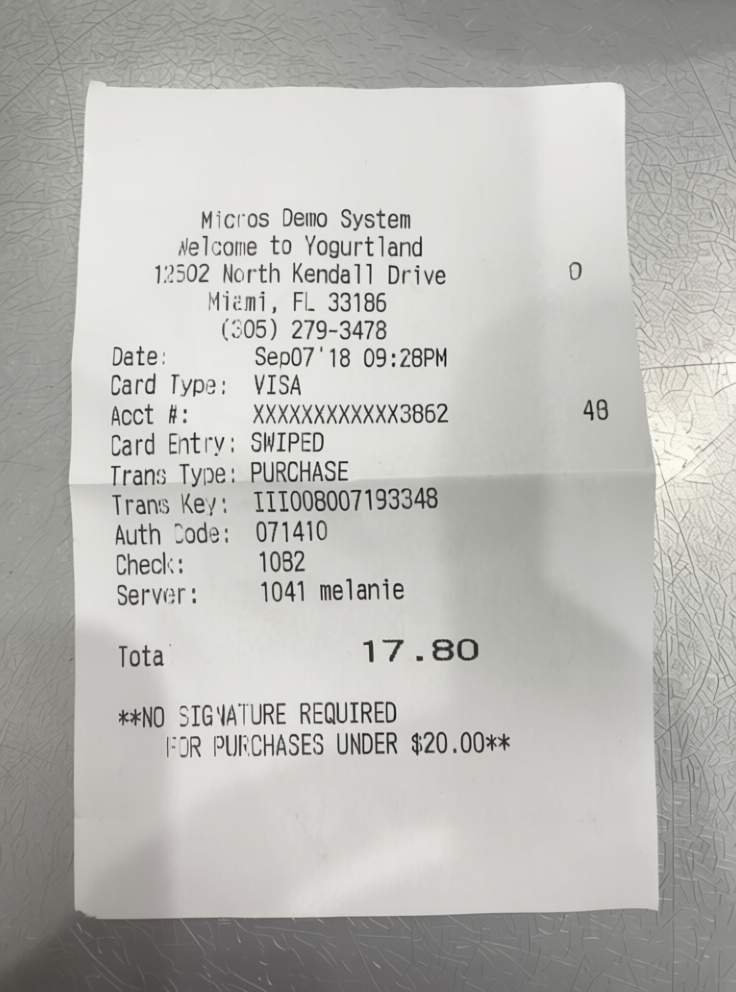 Micros Demo System
Welcome to Yogurtland
12502 North Kendall Drive 0
Miami, FL 33186
(305) 279-3478
Date: Sep07'18 09:28PM
Card Type: VISA
Acct #: XXXXXXXXXXXX3862 48
Card Entry: SWIPED
Trans Type: PURCHASE
Trans Key: III008007193348
Auth Code: 071410
Check: 1082
Server: 1041 melanie
Tota 17.80
**NO SIGNATURE REQUIRED
FOR PURCHASES UNDER $20.00**